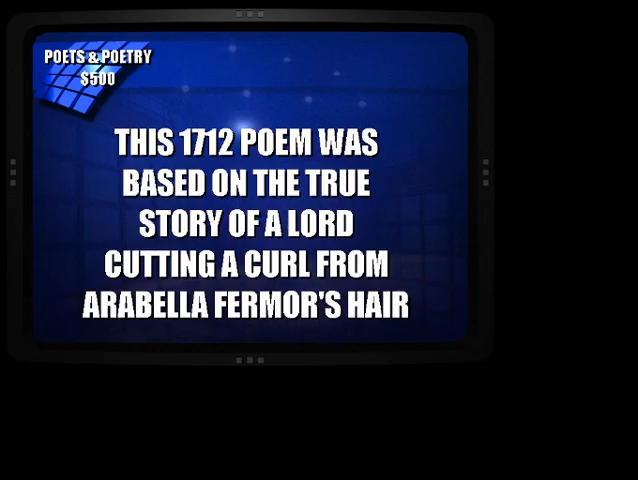 POETS & POETRY
$500
THIS 1712 POEM WAS
BASED ON THE TRUE
STORY OF A LORD
CUTTING A CURL FROM
ARABELLA FERMOR'S HAIR